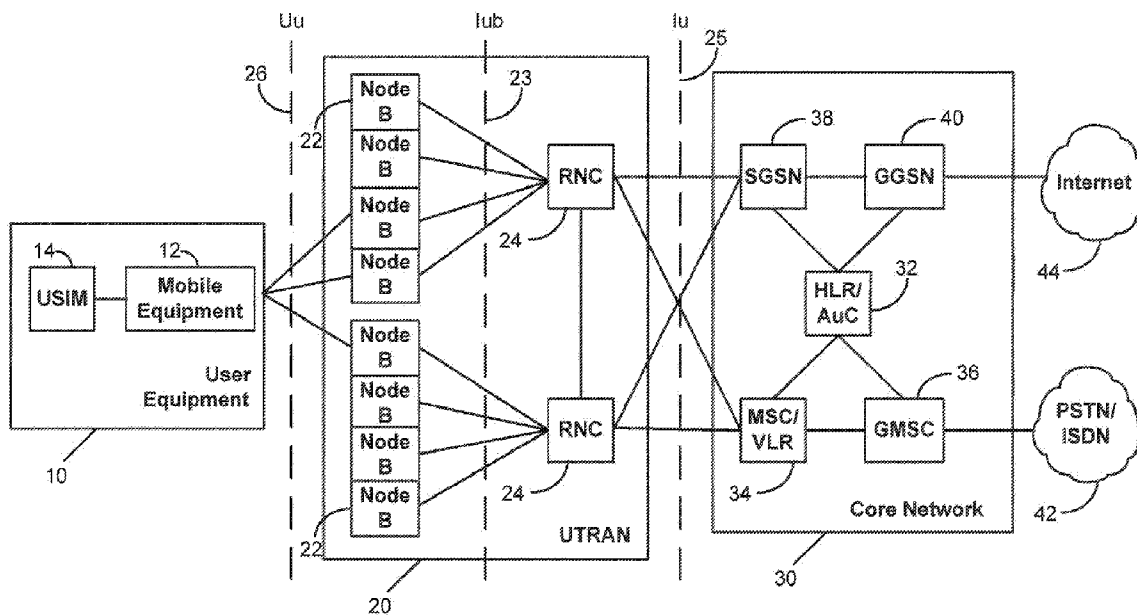 Uu
Iub
Iu
26
23
25
22
Node
B
Node
B
Node
B
Node
B
RNC
24
38
SGSN
40
GGSN
Internet
44
14
USIM
12
Mobile
Equipment
User
Equipment
10
HLR/
AuC
32
Node
B
Node
B
Node
B
Node
B
22
RNC
24
UTRAN
20
MSC/
VLR
34
36
GMSC
Core Network
30
PSTN/
ISDN
42